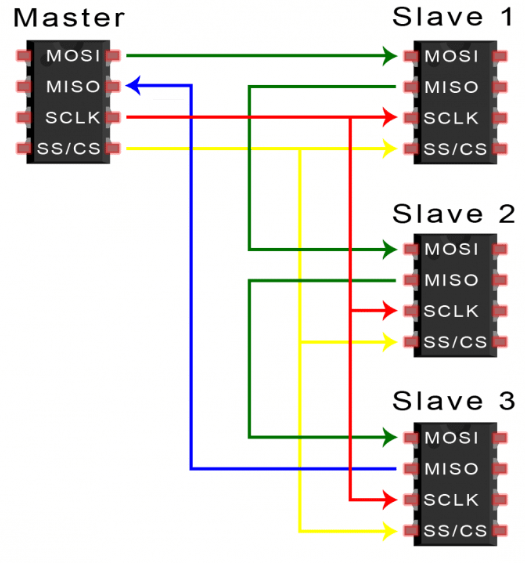 Master
MOSI
MISO
SCLK
SS/CS
Slave 1
MOSI
MISO
SCLK
SS/CS
Slave 2
MOSI
MISO
SCLK
SS/CS
Slave 3
MOSI
MISO
SCLK
SS/CS